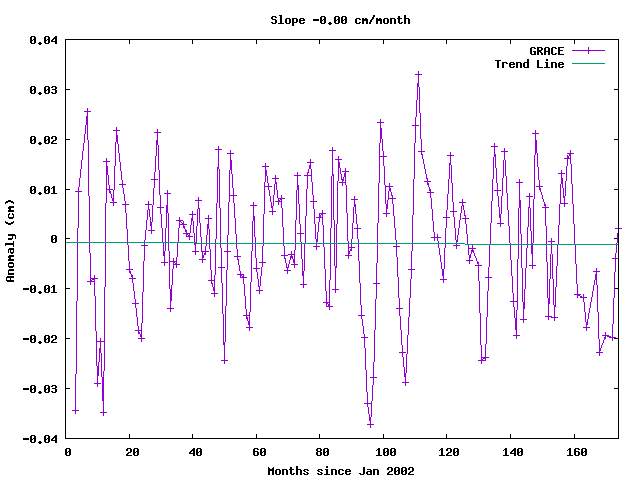 Slope -0.00 cm/month
GRACE
Trend Line
Anomaly (cm)
0.04
0.03
0.02
0.01
0
-0.01
-0.02
-0.03
-0.04
0 20 40 60 80 100 120 140 160
Months since Jan 2002